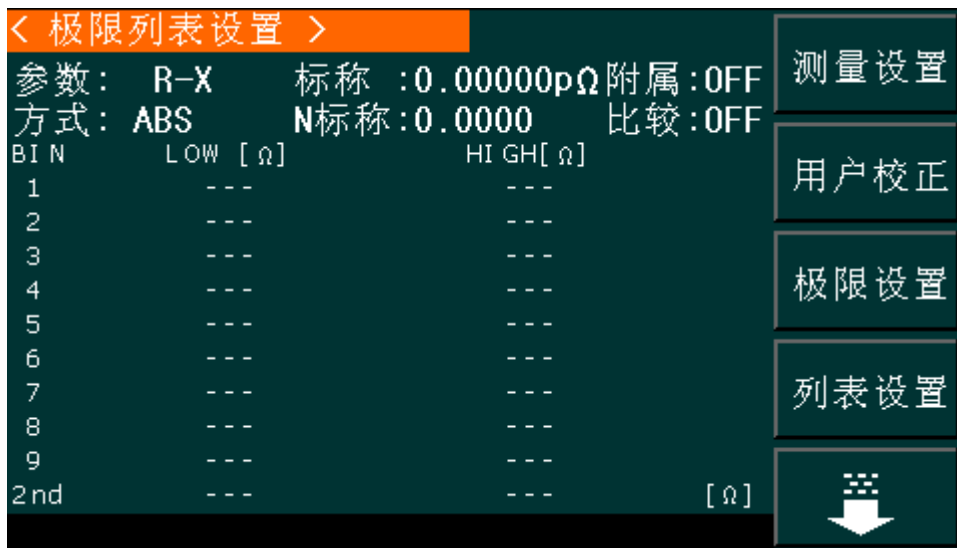 < 极限列表设置 >
参数: R-X 标称 :0.00000pΩ 附属:OFF
方式: ABS N标称:0.0000 比较:OFF
BIN LOW [Ω] HIGH[Ω]
1 --- ---
2 --- ---
3 --- ---
4 --- ---
5 --- ---
6 --- ---
7 --- ---
8 --- ---
9 --- ---
2nd --- --- [Ω]
测量设置
用户校正
极限设置
列表设置